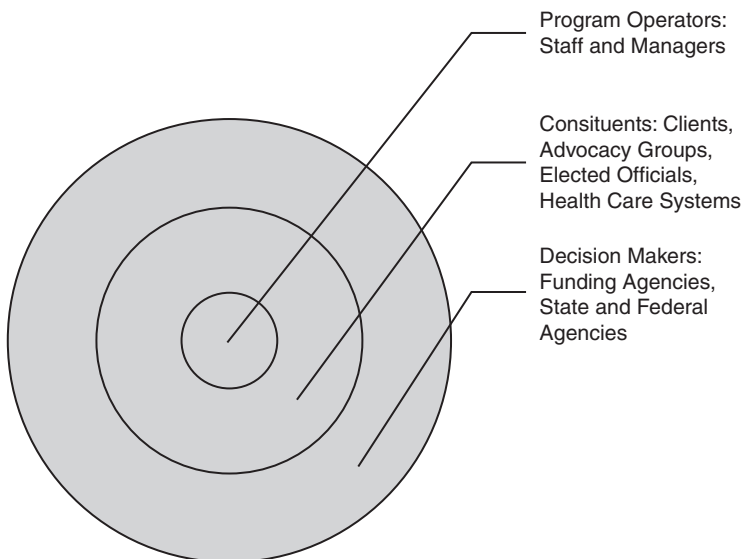 Program Operators:
Staff and Managers
Consituents: Clients,
Advocacy Groups,
Elected Officials,
Health Care Systems
Decision Makers:
Funding Agencies,
State and Federal
Agencies